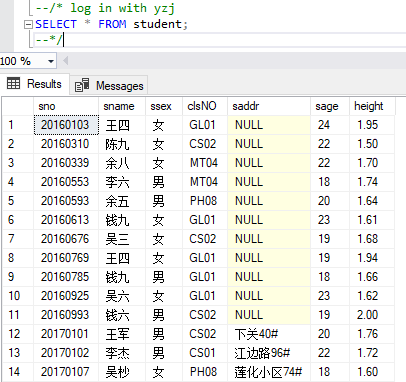 --/* log in with yzj
SELECT * FROM student;
--*/
100 %
Results Messages
sno sname ssex clsNO saddr sage height
1 20160103 王四 女 GL01 NULL 24 1.95
2 20160310 陈九 女 CS02 NULL 22 1.50
3 20160339 余八 女 MT04 NULL 22 1.70
4 20160553 李六 男 MT04 NULL 18 1.74
5 20160593 余五 男 PH08 NULL 20 1.64
6 20160613 钱九 女 GL01 NULL 23 1.61
7 20160676 吴三 女 CS02 NULL 19 1.68
8 20160769 王四 女 GL01 NULL 19 1.94
9 20160785 钱九 男 GL01 NULL 18 1.66
10 20160925 吴六 女 GL01 NULL 23 1.62
11 20160993 钱六 男 CS02 NULL 19 2.00
12 20170101 王军 男 CS02 下关40# 20 1.76
13 20170102 李杰 男 CS01 江边路96# 22 1.72
14 20170107 吴杪 女 PH08 莲化小区74# 18 1.60